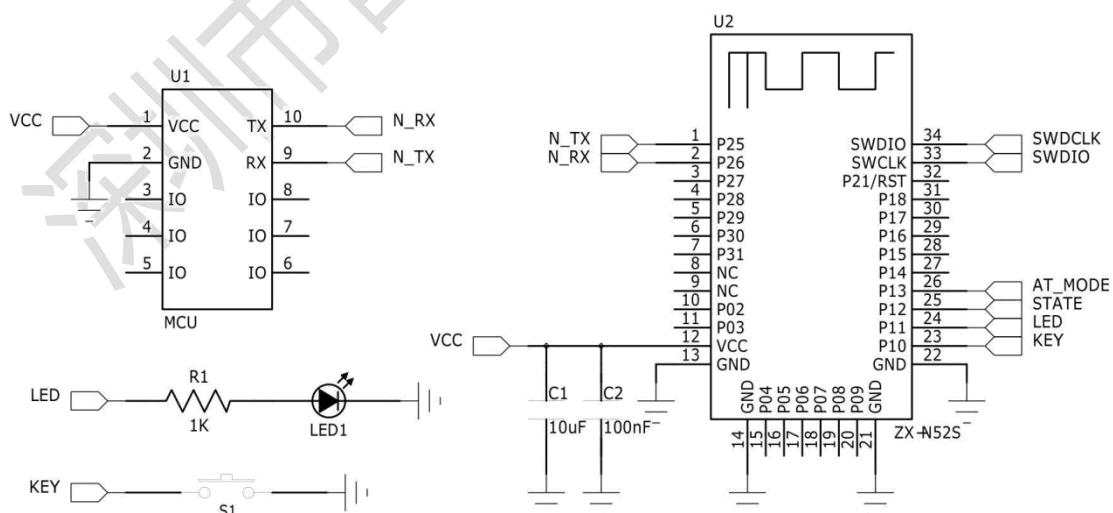 深圳市
U1
VCC
1
VCC
TX
10
N_RX
2
GND
RX
9
N_TX
3
IO
IO
8
4
IO
IO
7
5
IO
IO
6
MCU
LED
R1
1K
LED1
KEY
S1
U2
N_TX
1
P25
SWDIO
34
SWDCLK
N_RX
2
P26
SWCLK
33
SWDIO
3
P27
P21/RST
32
4
P28
P18
31
5
P29
P17
30
6
P30
P16
29
7
P31
P15
28
8
NC
P14
27
9
NC
P13
26
AT_MODE
10
P02
P12
25
STATE
11
P03
P11
24
LED
VCC
12
VCC
P10
23
KEY
13
GND
GND
22
C1
10uF
C2
100nF
GND
P04
P05
P06
P07
P08
P09
GND
14
15
16
17
18
19
20
21
ZX-N52S